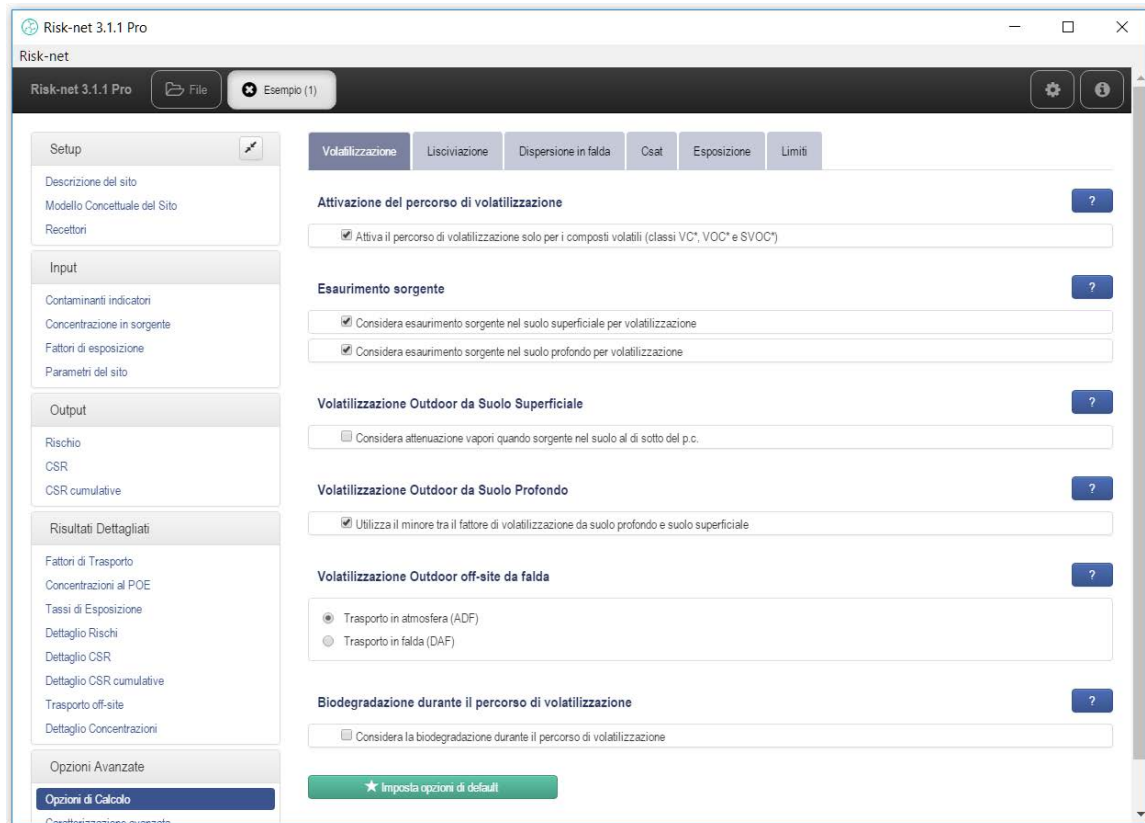 Risk-net 3.1.1 Pro
Risk-net
Risk-net 3.1.1 Pro
File
Esempio (1)
Setup
Descrizione del sito
Modello Concettuale del Sito
Recettori
Input
Contaminanti indicatori
Concentrazione in sorgente
Fattori di esposizione
Parametri del sito
Output
Rischio
CSR
CSR cumulative
Risultati Dettagliati
Fattori di Trasporto
Concentrazioni al POE
Tassi di Esposizione
Dettaglio Rischi
Dettaglio CSR
Dettaglio CSR cumulative
Trasporto off-site
Dettaglio Concentrazioni
Opzioni Avanzate
Opzioni di Calcolo
Caratterizzazione avanzata
Volatilizzazione
Lisciviazione
Dispersione in falda
Csat
Esposizione
Limiti
Attivazione del percorso di volatilizzazione
?
Attiva il percorso di volatilizzazione solo per i composti volatili (classi VC*, VOC* e SVOC*)
Esaurimento sorgente
?
Considera esaurimento sorgente nel suolo superficiale per volatilizzazione
Considera esaurimento sorgente nel suolo profondo per volatilizzazione
Volatilizzazione Outdoor da Suolo Superficiale
?
Considera attenuazione vapori quando sorgente nel suolo al di sotto del p.c.
Volatilizzazione Outdoor da Suolo Profondo
?
Utilizza il minore tra il fattore di volatilizzazione da suolo profondo e suolo superficiale
Volatilizzazione Outdoor off-site da falda
?
Trasporto in atmosfera (ADF)
Trasporto in falda (DAF)
Biodegradazione durante il percorso di volatilizzazione
?
Considera la biodegradazione durante il percorso di volatilizzazione
★ Imposta opzioni di default